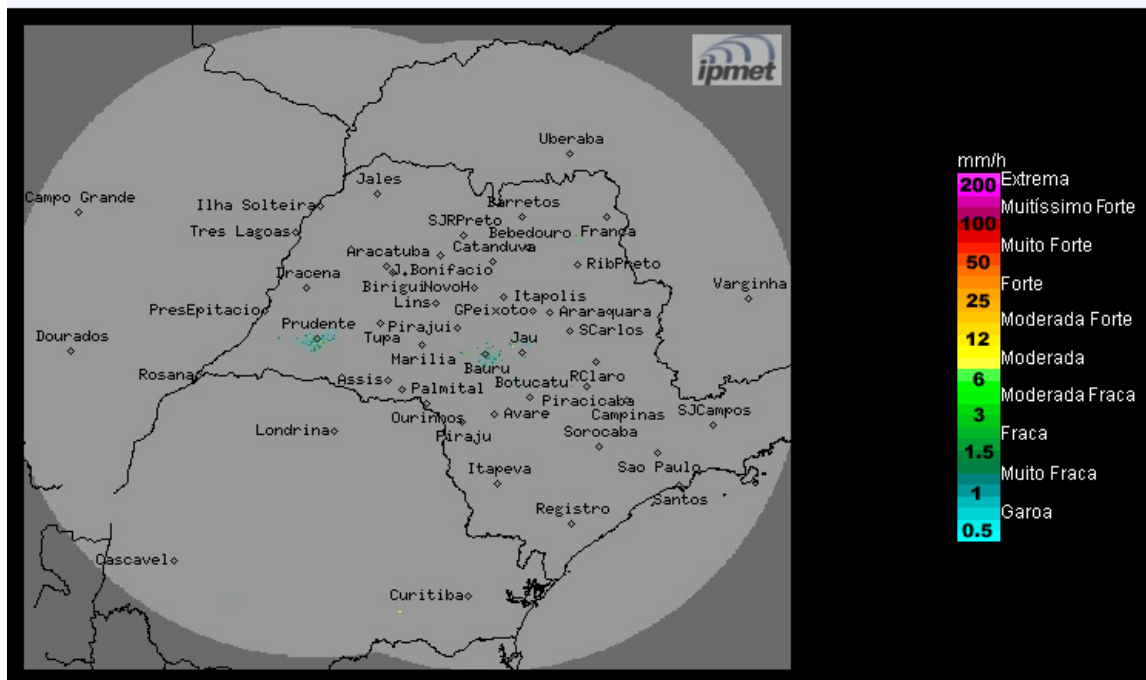 ipmet
Uberaba
Campo Grande
Jales
Ilha Solteira
Barretos
SJRPreto
Tres Lagoas
Bebedouro
Franca
Aracatuba
Catanduva
J.Bonifacio
RibPreto
Dracena
Birigui
NovoH
Itapolis
Varginha
Lins
GPeixoto
Araraquara
PresEpitacio
Prudente
Pirajui
SCarlos
Dourados
Tupa
Jau
Marilia
Bauru
Rosana
Assis
Palmital
Botucatu
RClaro
Piracicaba
Ourinhos
Avare
Campinas
SJCampos
Londrina
Piraju
Sorocaba
Itapeva
Sao Paulo
Santos
Registro
Cascavel
Curitiba
mm/h
200 Extrema
Muitíssimo Forte
100
Muito Forte
50
Forte
25
Moderada Forte
12
Moderada
6
Moderada Fraca
3
Fraca
1.5
Muito Fraca
1
Garoa
0.5